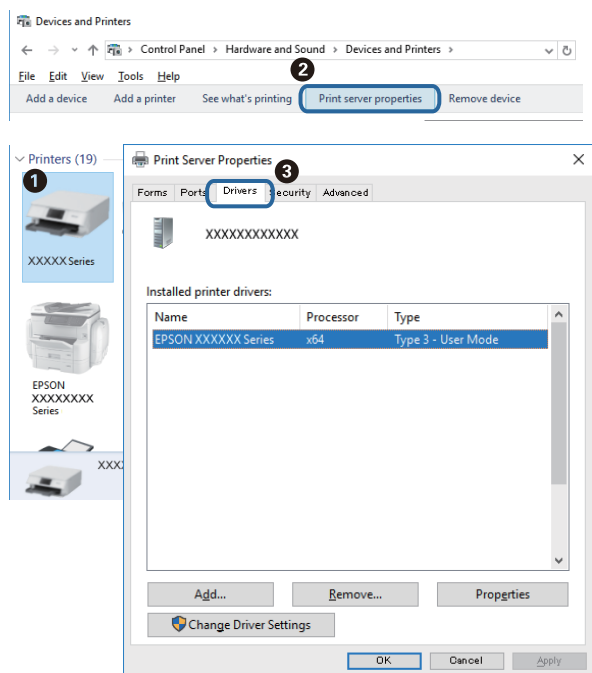 Devices and Printers
Control Panel > Hardware and Sound > Devices and Printers >
File Edit View Tools Help
2
Add a device Add a printer See what's printing Print server properties Remove device
Printers (19)
1
XXXXX Series
EPSON
XXXXXXXX
Series
XXX
Print Server Properties
3
Forms Ports Drivers Security Advanced
XXXXXXXXXXXX
Installed printer drivers:
Name Processor Type
EPSON XXXXXX Series x64 Type 3 - User Mode
Add... Remove... Properties
Change Driver Settings
OK Cancel Apply